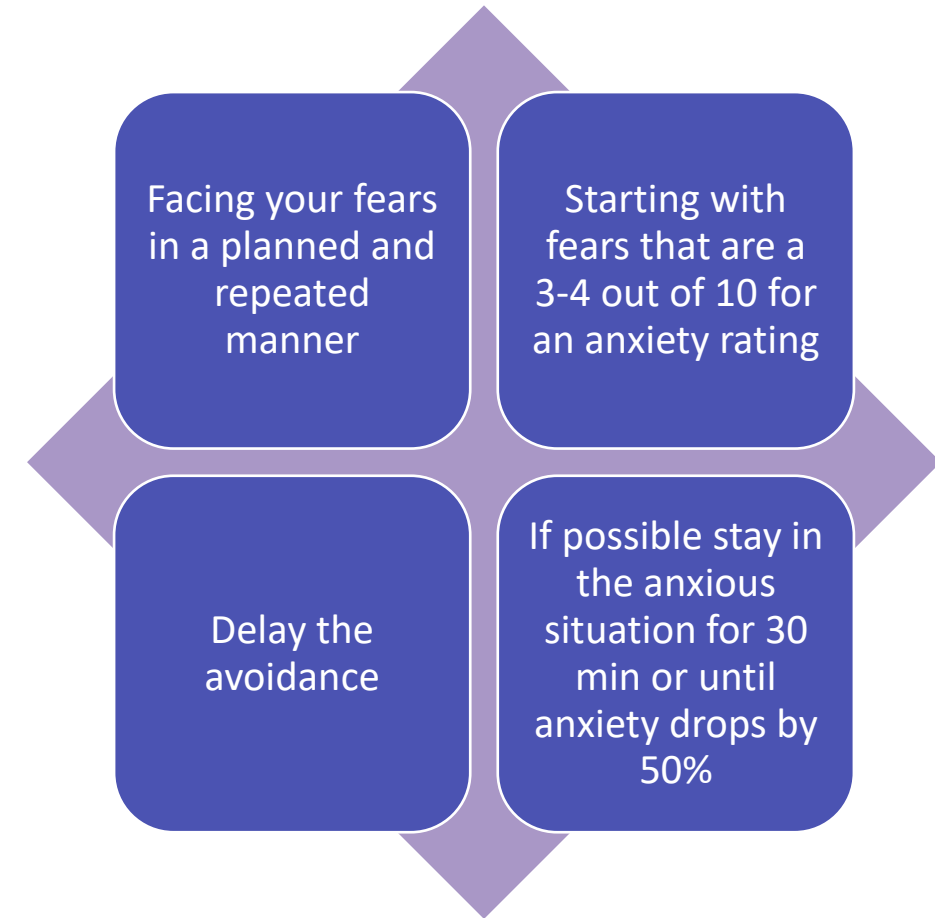 Facing your fears
in a planned and
repeated
manner
Starting with
fears that are a
3-4 out of 10 for
an anxiety rating
Delay the
avoidance
If possible stay in
the anxious
situation for 30
min or until
anxiety drops by
50%